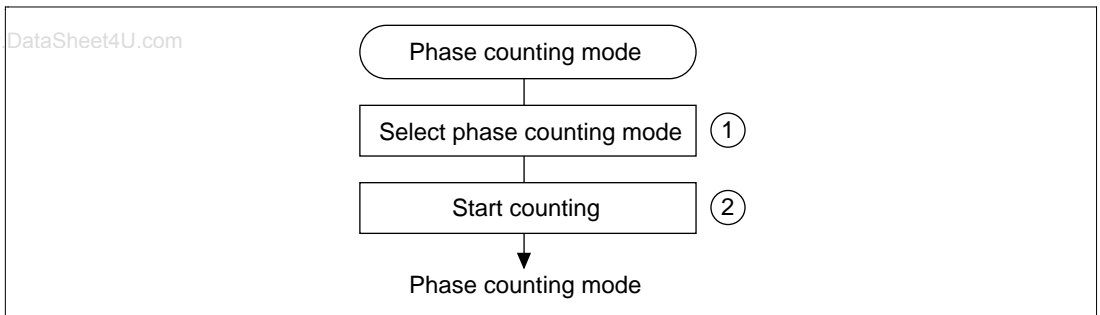 .DataSheet4U.com
Phase counting mode
Select phase counting mode 1
Start counting 2
Phase counting mode